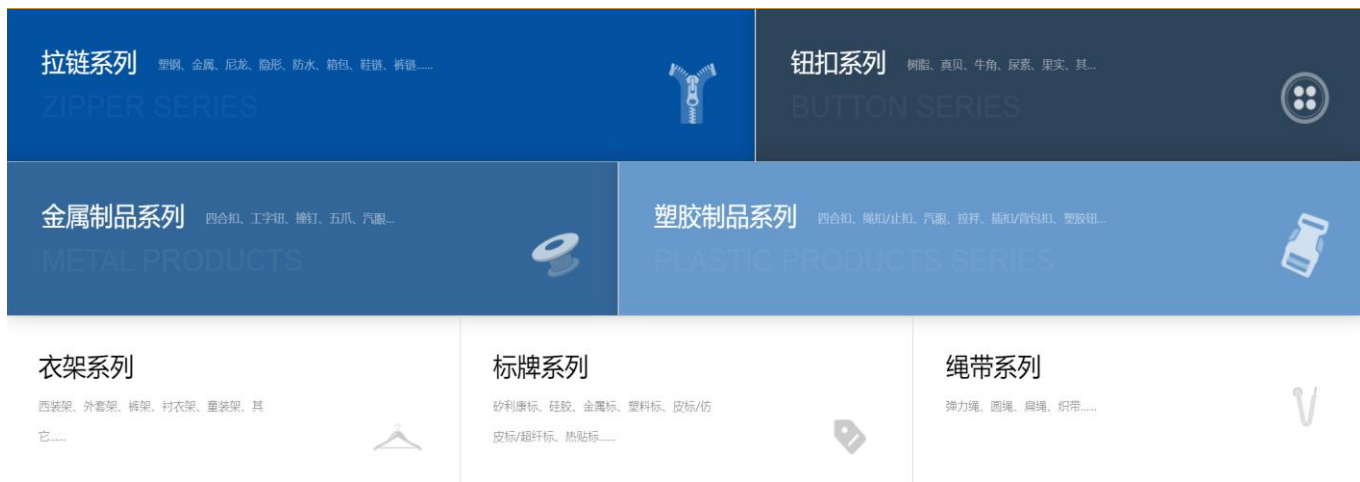 拉链系列 塑钢、金属、尼龙、隐形、防水、箱包、鞋链、裤链......
ZIPPER SERIES
钮扣系列 树脂、真贝、牛角、尿素、果实、其...
BUTTON SERIES
金属制品系列 四合扣、工字钮、撞钉、五爪、汽眼...
METAL PRODUCTS
塑胶制品系列 四合扣、绳扣/止扣、汽眼、拉袢、插扣/背包扣、塑胶钮...
PLASTIC PRODUCTS SERIES
衣架系列
西装架、外套架、裤架、衬衣架、童装架、其
它......
标牌系列
矽利康标、硅胶、金属标、塑料标、皮标/仿
皮标/超纤标、热贴标......
绳带系列
弹力绳、圆绳、扁绳、织带......